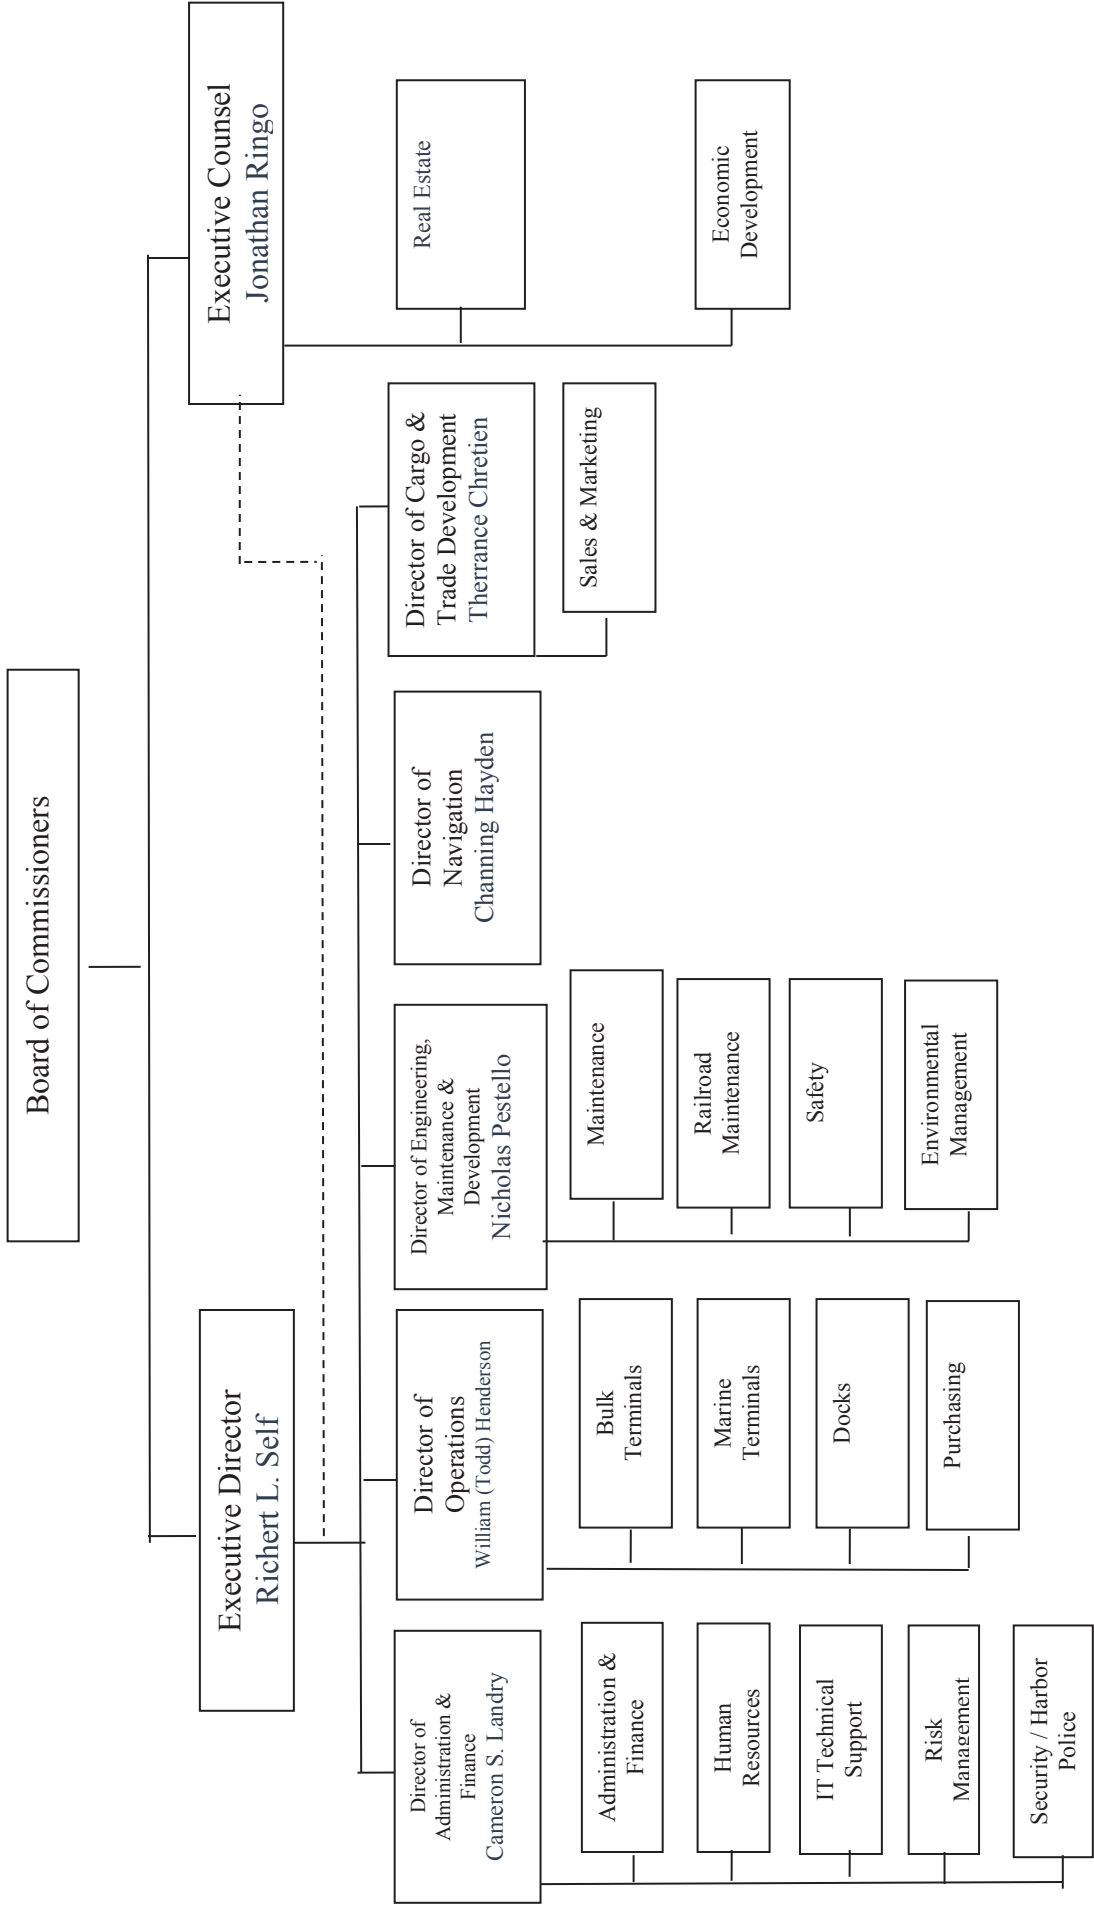 Board of Commissioners
Executive Director
Richert L. Self
Executive Counsel
Jonathan Ringo
Director of
Administration &
Finance
Cameron S. Landry
Director of
Operations
William (Todd) Henderson
Director of Engineering,
Maintenance &
Development
Nicholas Pestello
Director of
Navigation
Channing Hayden
Director of Cargo &
Trade Development
Therrance Chretien
Real Estate
Administration &
Finance
Human
Resources
IT Technical
Support
Risk
Management
Security / Harbor
Police
Bulk
Terminals
Marine
Terminals
Docks
Purchasing
Maintenance
Railroad
Maintenance
Safety
Environmental
Management
Sales & Marketing
Economic
Development